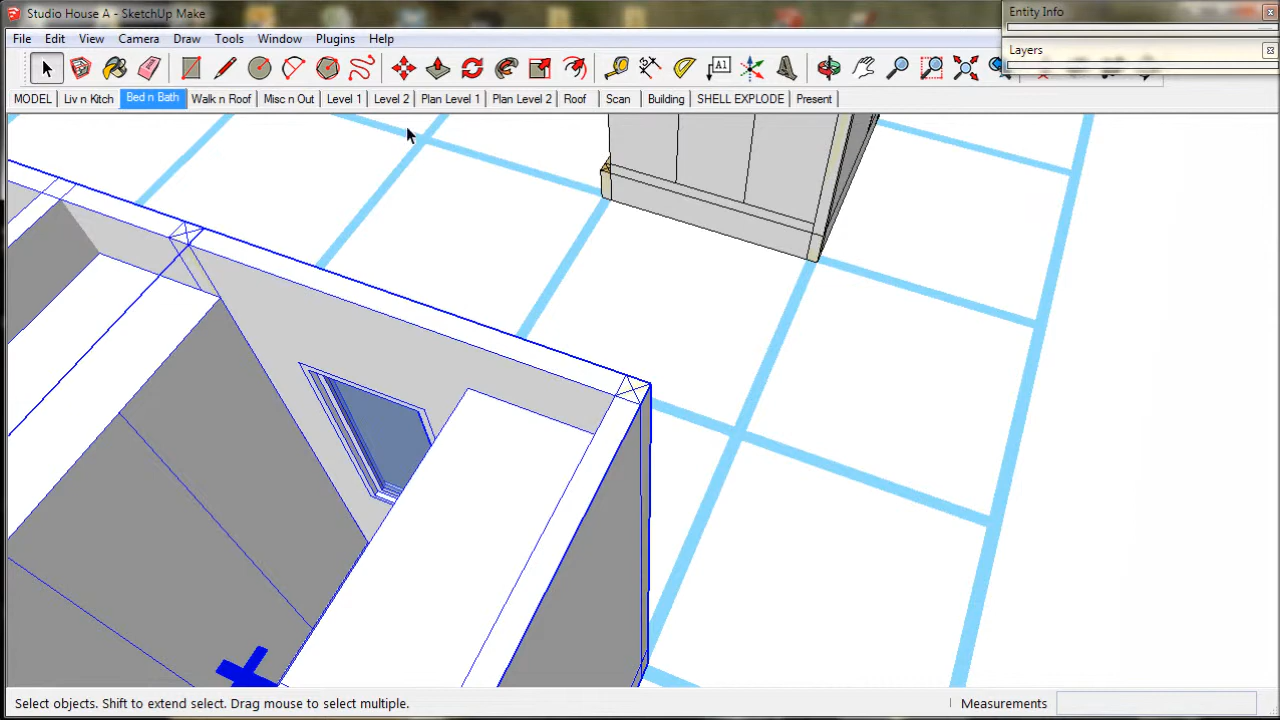 Studio House A - SketchUp Make
Entity Info
File Edit View Camera Draw Tools Window Plugins Help
Layers
A1
MODEL Liv n Kitch Bed n Bath Walk n Roof Misc n Out Level 1 Level 2 Plan Level 1 Plan Level 2 Roof Scan Building SHELL EXPLODE Present
Select objects. Shift to extend select. Drag mouse to select multiple.
Measurements